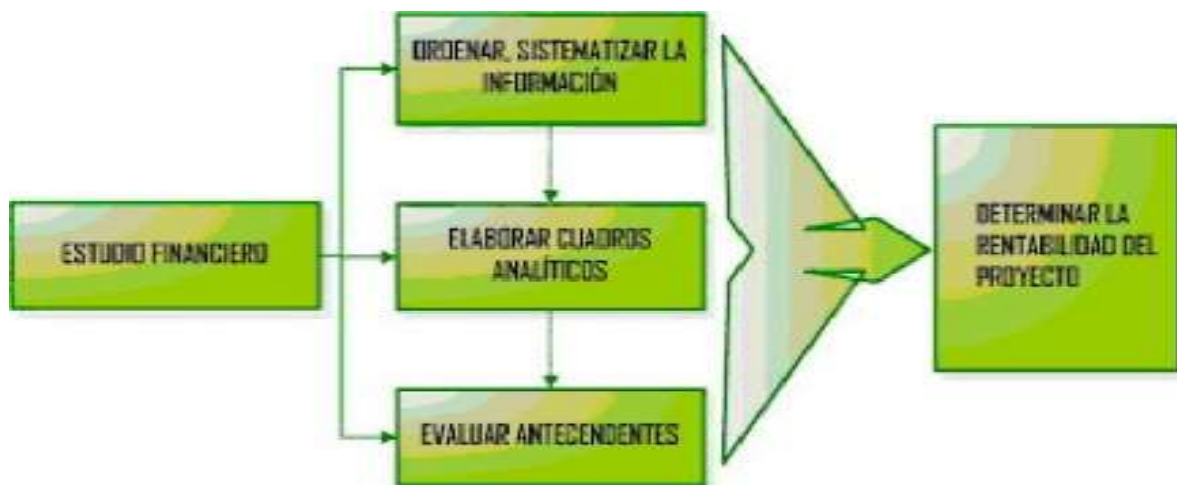 ESTUDIO FINANCIERO
ORDENAR, SISTEMATIZAR LA
INFORMACIÓN
ELABORAR CUADROS
ANALÍTICOS
EVALUAR ANTECENDENTES
DETERMINAR LA
RENTABILIDAD DEL
PROYECTO